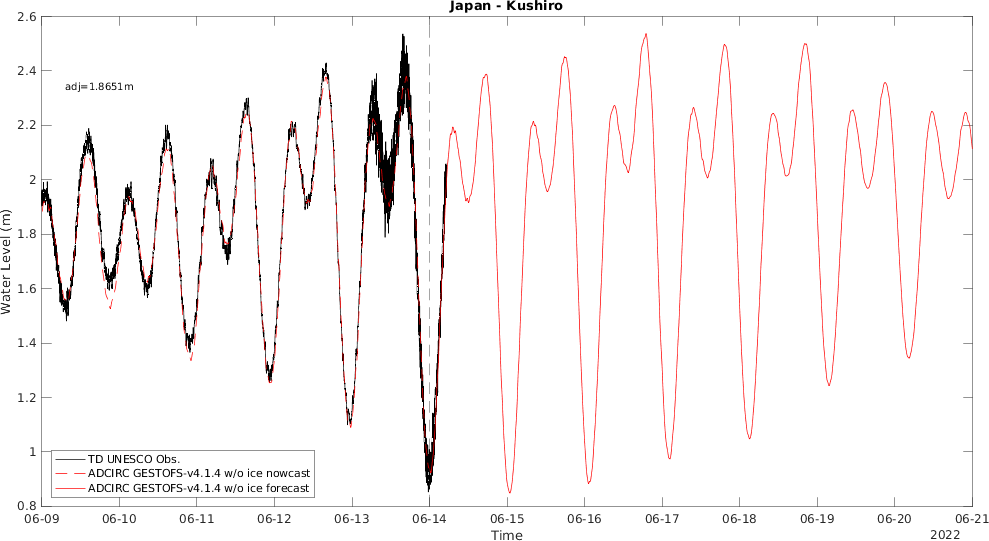 Japan - Kushiro
2.6
2.4
adj=1.8651m
2.2
2
1.8
Water Level (m)
1.6
1.4
1.2
1
0.8
TD UNESCO Obs.
ADCIRC GESTOFS-v4.1.4 w/o ice nowcast
ADCIRC GESTOFS-v4.1.4 w/o ice forecast
06-09 06-10 06-11 06-12 06-13 06-14 06-15 06-16 06-17 06-18 06-19 06-20 06-21
Time
2022